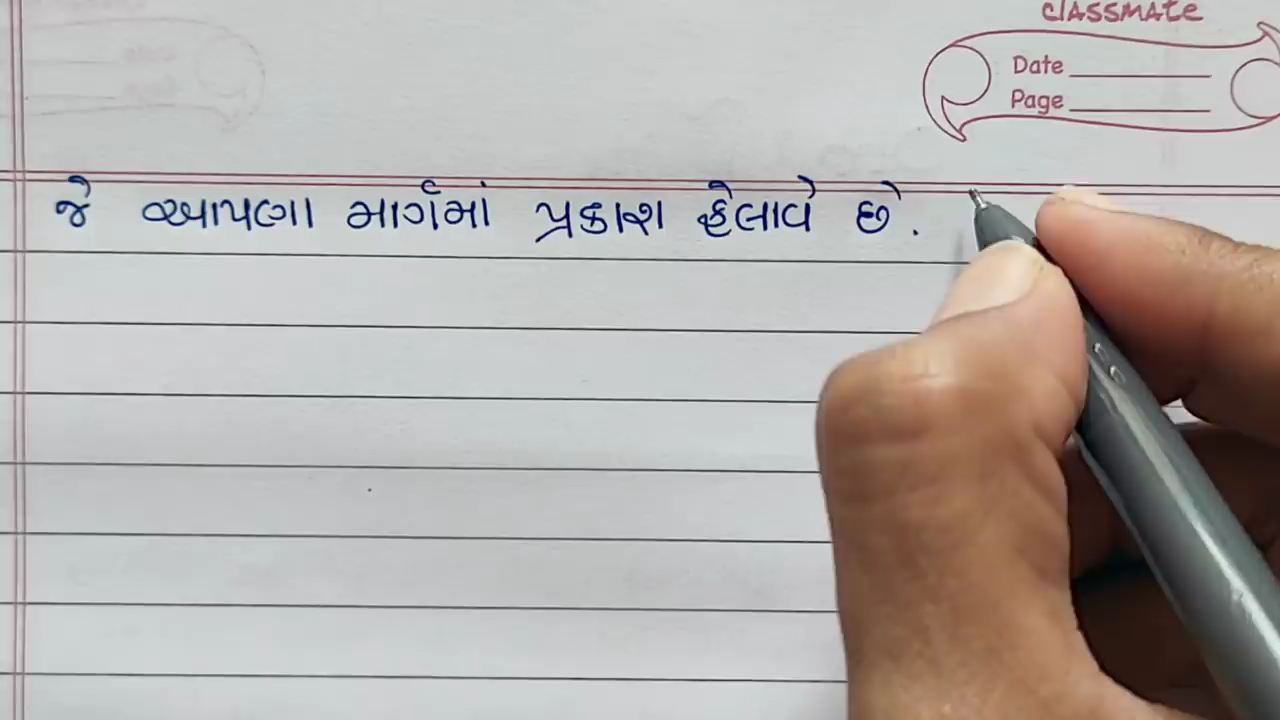 classmate
Date
Page
જે આપણા માર્ગમાં પ્રકાશ ફેલાવે છે.